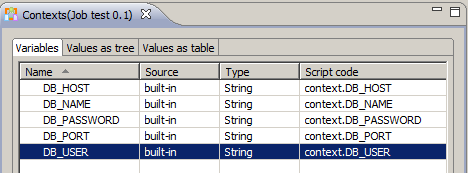 Contexts(Job test 0.1)
Variables Values as tree Values as table
Name Source Type Script code
DB_HOST built-in String context.DB_HOST
DB_NAME built-in String context.DB_NAME
DB_PASSWORD built-in String context.DB_PASSWORD
DB_PORT built-in String context.DB_PORT
DB_USER built-in String context.DB_USER